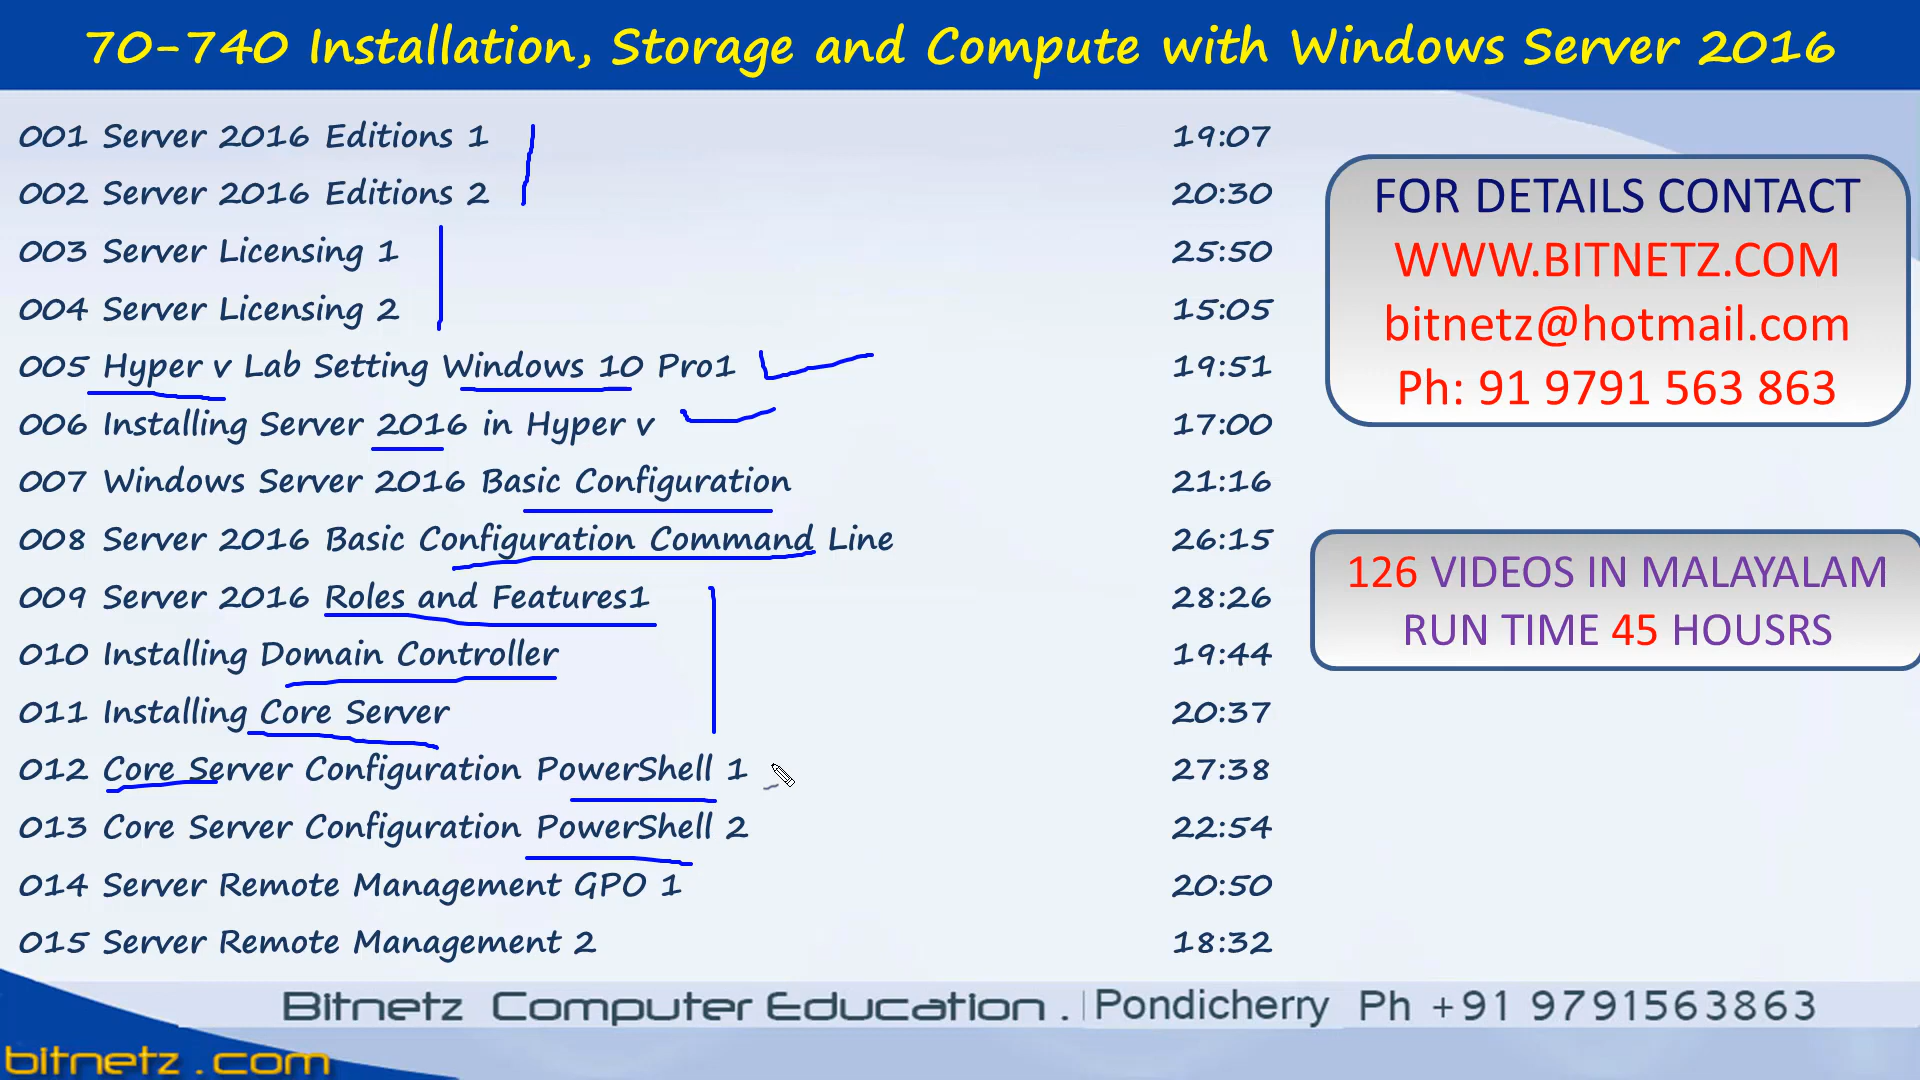 70-740 Installation, Storage and Compute with Windows Server 2016
001 Server 2016 Editions 1 19:07
002 Server 2016 Editions 2 20:30
003 Server Licensing 1 25:50
004 Server Licensing 2 15:05
005 Hyper v Lab Setting Windows 10 Pro1 19:51
006 Installing Server 2016 in Hyper v 17:00
007 Windows Server 2016 Basic Configuration 21:16
008 Server 2016 Basic Configuration Command Line 26:15
009 Server 2016 Roles and Features1 28:26
010 Installing Domain Controller 19:44
011 Installing Core Server 20:37
012 Core Server Configuration PowerShell 1 27:38
013 Core Server Configuration PowerShell 2 22:54
014 Server Remote Management GPO 1 20:50
015 Server Remote Management 2 18:32
FOR DETAILS CONTACT
WWW.BITNETZ.COM
bitnetz@hotmail.com
Ph: 91 9791 563 863
126 VIDEOS IN MALAYALAM
RUN TIME 45 HOUSRS
Bitnetz Computer Education . | Pondicherry Ph +91 9791563863
bitnetz.com